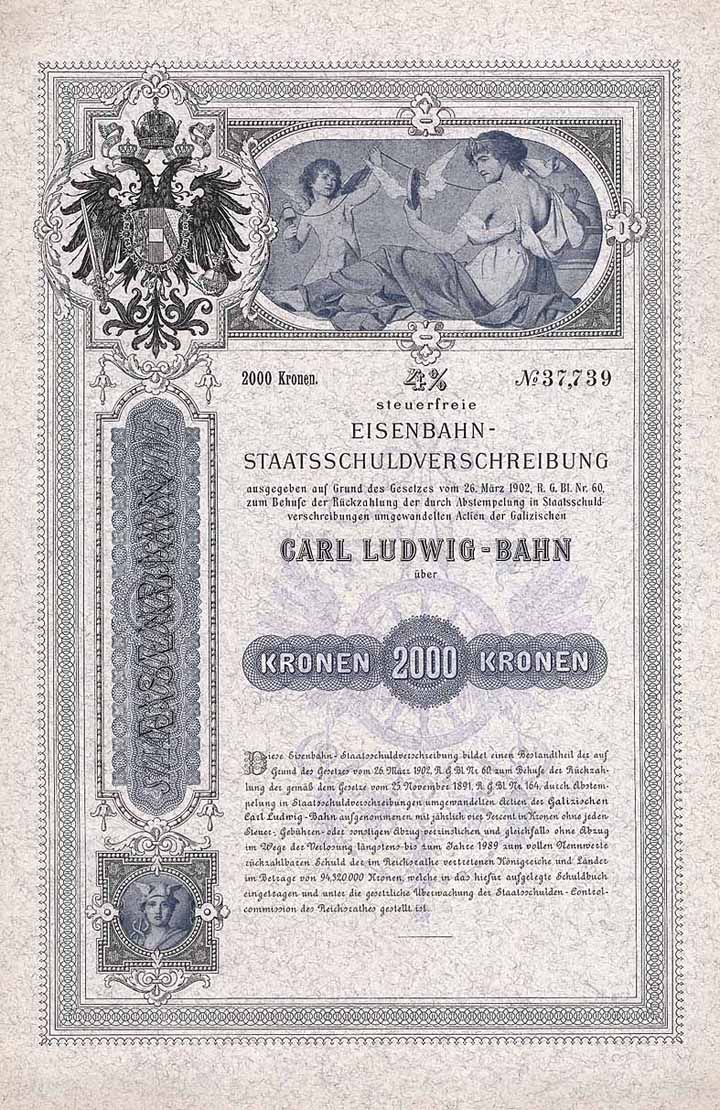 2000 Kronen.
4%
№ 37,739
steuerfreie
EISENBAHN-
STAATSSCHULDVERSCHREIBUNG
ausgegeben auf Grund des Gesetzes vom 26. März 1902, R. G. Bl. Nr. 60,
zum Behufe der Rückzahlung der durch Abstempelung in Staatsschuld-
verschreibungen umgewandelten Actien der Galizischen
CARL LUDWIG-BAHN
über
KRONEN 2000 KRONEN
Diese Eisenbahn-Staatsschuldverschreibung bildet einen Bestandtheil der auf
Grund des Gesetzes vom 26. März 1902, R. G. Bl. Nr. 60 zum Behufe der Rückzah-
lung der gemäß dem Gesetze vom 25. November 1891, R. G. Bl. Nr. 164, durch Abstem-
pelung in Staatsschuldverschreibungen umgewandelten Actien der Galizischen
Carl Ludwig-Bahn aufgenommenen, mit jährlich vier Percent in Kronen ohne jeden
Steuer-, Gebühren- oder sonstigen Abzug verzinslichen und gleichfalls ohne Abzug
im Wege der Verlosung längstens bis zum Jahre 1989 zum vollen Nennwerte
rückzahlbaren Schuld der im Reichsrathe vertretenen Königreiche und Länder
im Betrage von 94,320.000 Kronen, welche in das hiefür aufgelegte Schuldbuch
eingetragen und unter die gesetzliche Überwachung der Staatsschulden-Control-
commission des Reichsrathes gestellt ist.